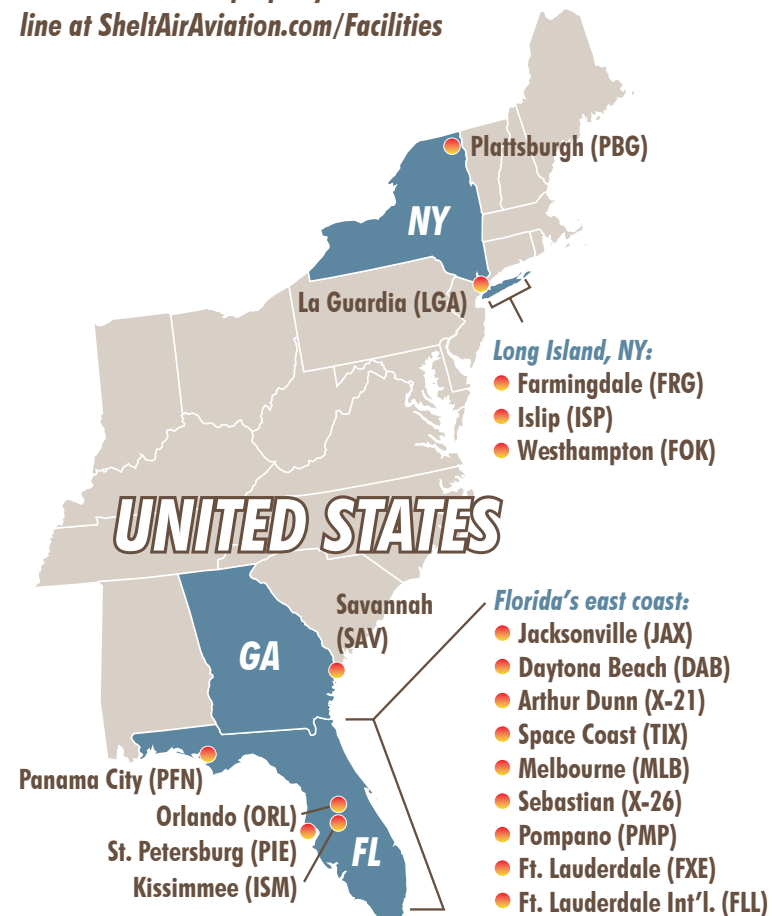 line at SheltAirAviation.com/Facilities
Plattsburgh (PBG)
NY
La Guardia (LGA)
Long Island, NY:
Farmingdale (FRG)
Islip (ISP)
Westhampton (FOK)
UNITED STATES
Savannah
(SAV)
GA
Florida's east coast:
Jacksonville (JAX)
Daytona Beach (DAB)
Arthur Dunn (X-21)
Space Coast (TIX)
Melbourne (MLB)
Sebastian (X-26)
Pompano (PMP)
Ft. Lauderdale (FXE)
Ft. Lauderdale Int'l. (FLL)
Panama City (PFN)
Orlando (ORL)
St. Petersburg (PIE)
Kissimmee (ISM)
FL